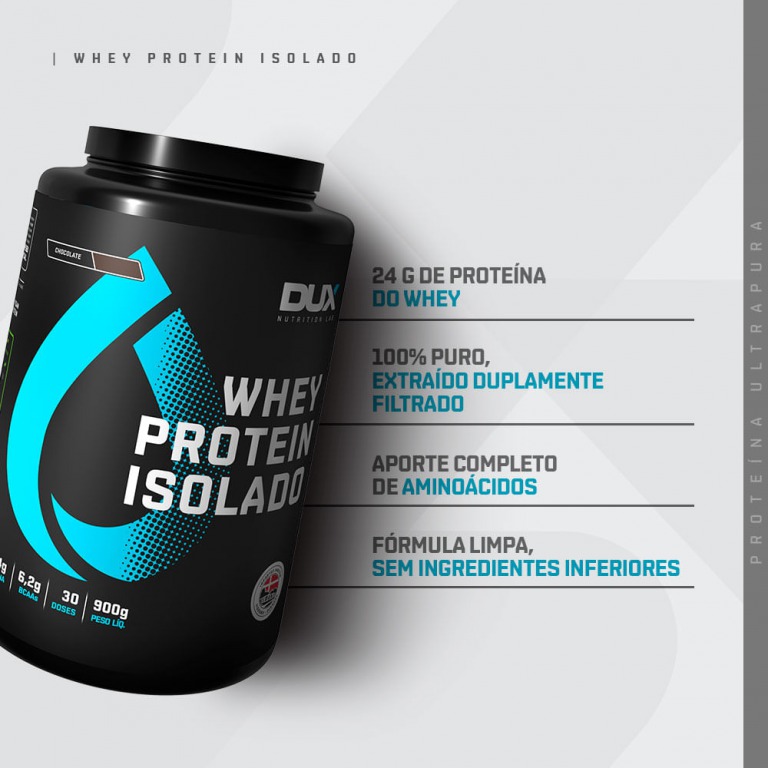 | WHEY PROTEIN ISOLADO
CHOCOLATE
DUX
NUTRITION LAB
WHEY
PROTEIN
ISOLADO
6,2g
BCAAs
30
DOSES
900g
PESO LÍQ.
24 G DE PROTEÍNA
DO WHEY
100% PURO,
EXTRAÍDO DUPLAMENTE
FILTRADO
APORTE COMPLETO
DE AMINOÁCIDOS
FÓRMULA LIMPA,
SEM INGREDIENTES INFERIORES
PROTEÍNA ULTRAPURA